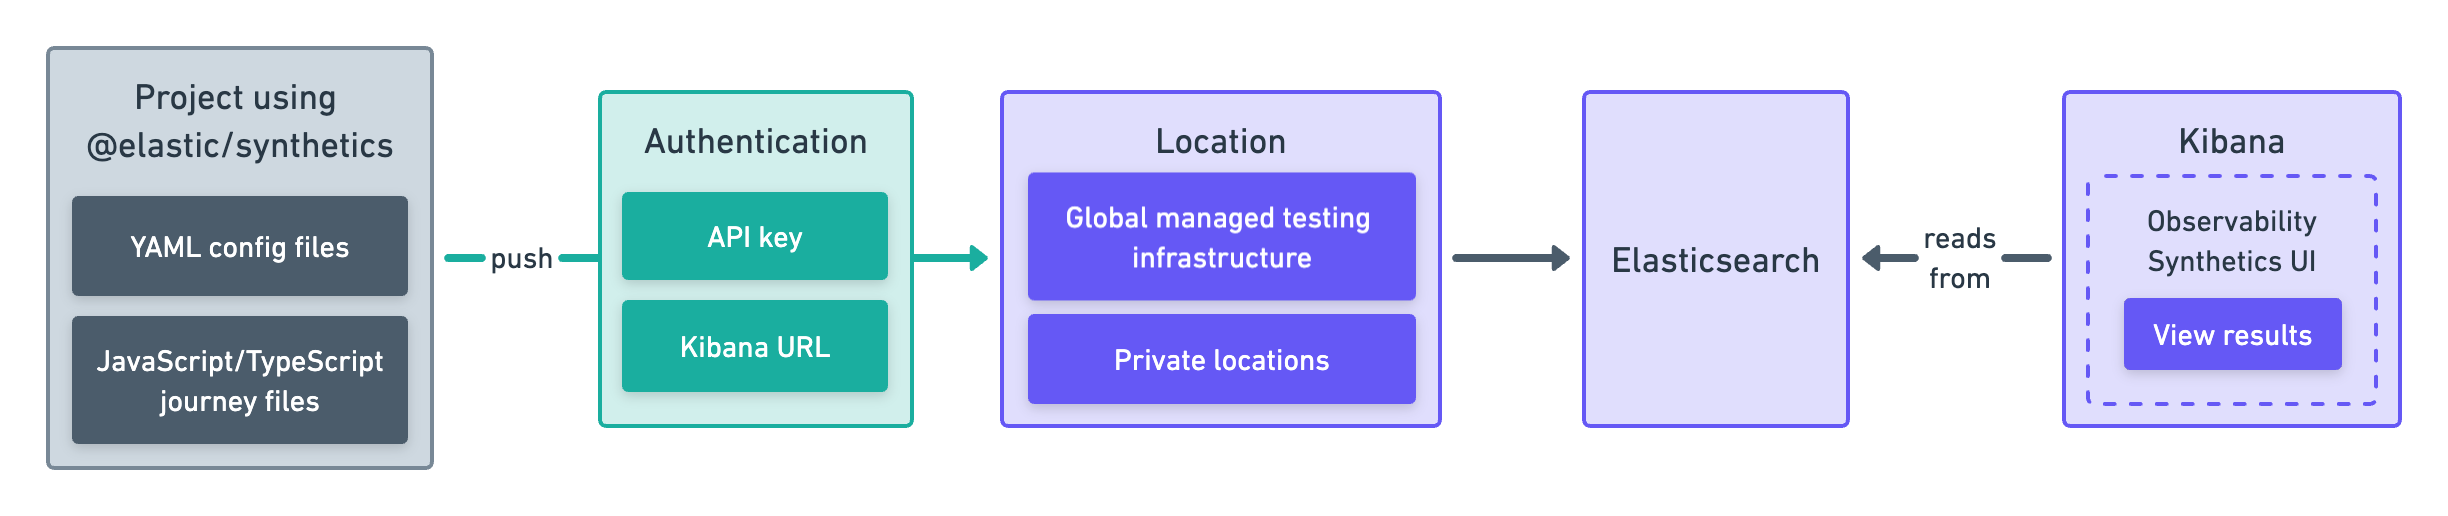 Project using
@elastic/synthetics
YAML config files
JavaScript/TypeScript
journey files
push
Authentication
API key
Kibana URL
Location
Global managed testing
infrastructure
Private locations
Elasticsearch
reads
from
Kibana
Observability
Synthetics UI
View results